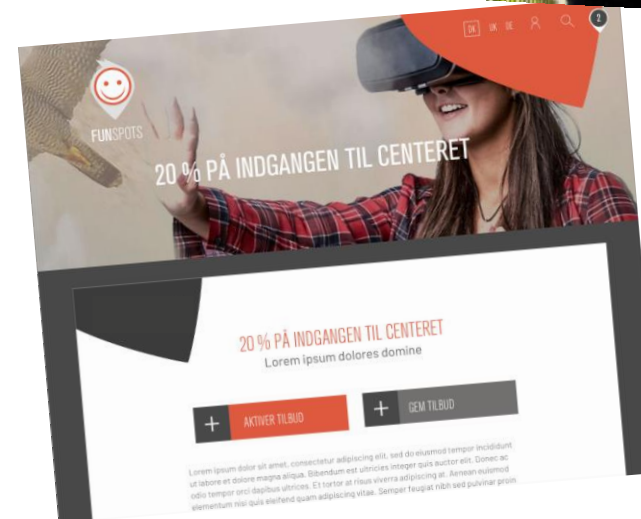 DK UK DE
2
FUNSPOTS
20 % PÅ INDGANGEN TIL CENTERET
20 % PÅ INDGANGEN TIL CENTERET
Lorem ipsum dolores domine
+ AKTIVER TILBUD
+ GEM TILBUD
Lorem ipsum dolor sit amet, consectetur adipiscing elit, sed do eiusmod tempor incididunt
ut labore et dolore magna aliqua. Bibendum est ultricies integer quis auctor elit. Donec ac
odio tempor orci dapibus ultrices. Et tortor at risus viverra adipiscing at. Aenean euismod
elementum nisi quis eleifend quam adipiscing vitae. Semper feugiat nibh sed pulvinar proin